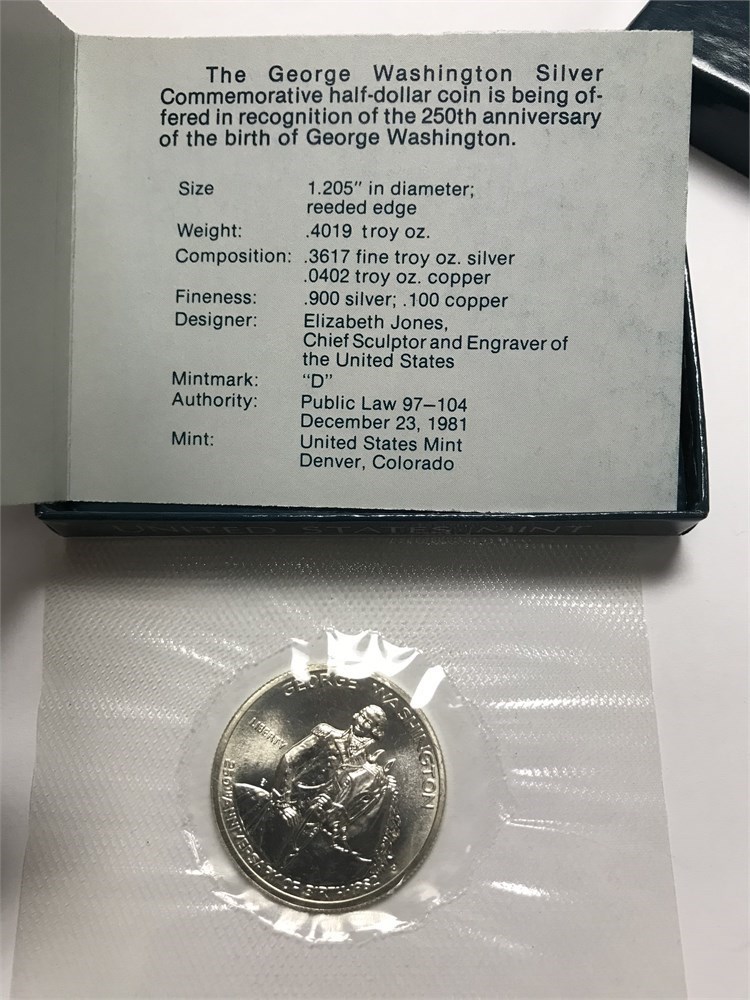 The George Washington Silver
Commemorative half-dollar coin is being of-
fered in recognition of the 250th anniversary
of the birth of George Washington.
Size 1.205″ in diameter;
reeded edge
Weight: .4019 troy oz.
Composition: .3617 fine troy oz. silver
.0402 troy oz. copper
Fineness: .900 silver; .100 copper
Designer: Elizabeth Jones,
Chief Sculptor and Engraver of
the United States
Mintmark: “D”
Authority: Public Law 97–104
December 23, 1981
Mint: United States Mint
Denver, Colorado
UNITED STATES MINT
GEORGE WASHINGTON
LIBERTY
250TH ANNIVERSARY OF BIRTH 1982